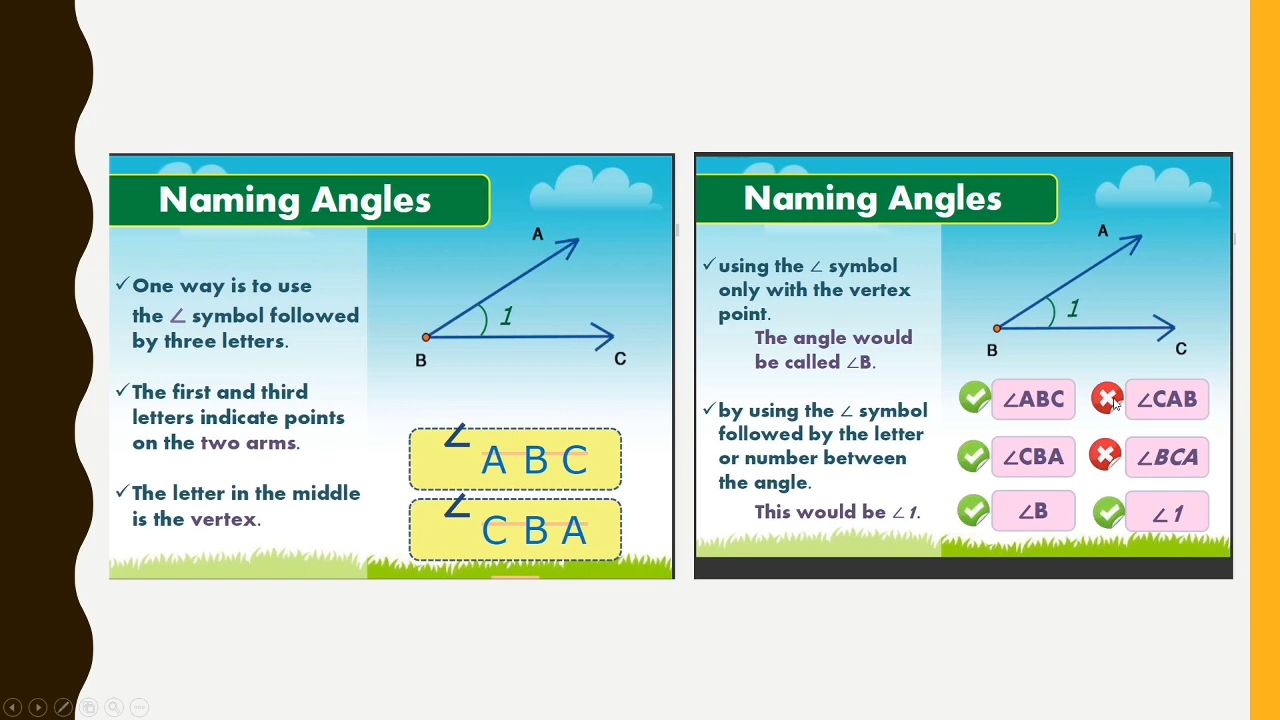 Naming Angles
✓One way is to use
the ∠ symbol followed
by three letters.
✓The first and third
letters indicate points
on the two arms.
✓The letter in the middle
is the vertex.
A
1
B
C
∠ A B C
∠ C B A
Naming Angles
✓using the ∠ symbol
only with the vertex
point.
The angle would
be called ∠B.
✓by using the ∠ symbol
followed by the letter
or number between
the angle.
This would be ∠1.
A
1
B
C
∠ABC
∠CAB
∠CBA
∠BCA
∠B
∠1